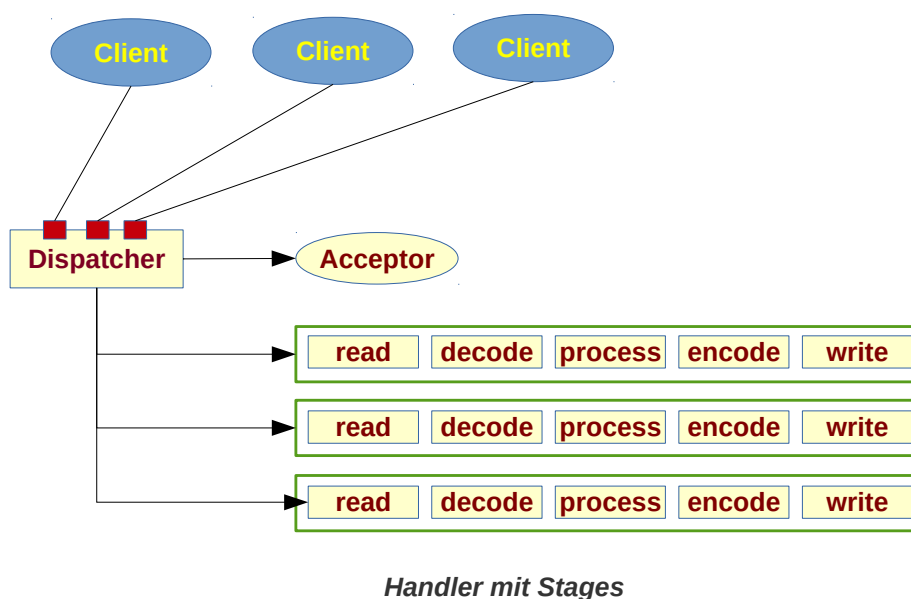 Client Client Client
Dispatcher Acceptor
read decode process encode write
read decode process encode write
read decode process encode write
Handler mit Stages